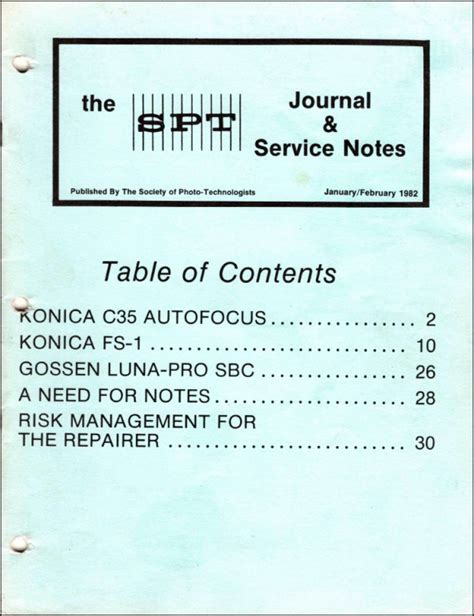 the SPT Journal
&
Service Notes
Published By The Society of Photo-Technologists January/February 1982
Table of Contents
KONICA C35 AUTOFOCUS ................ 2
KONICA FS-1 ................................ 10
GOSSEN LUNA-PRO SBC .................. 26
A NEED FOR NOTES ....................... 28
RISK MANAGEMENT FOR
THE REPAIRER ............................ 30